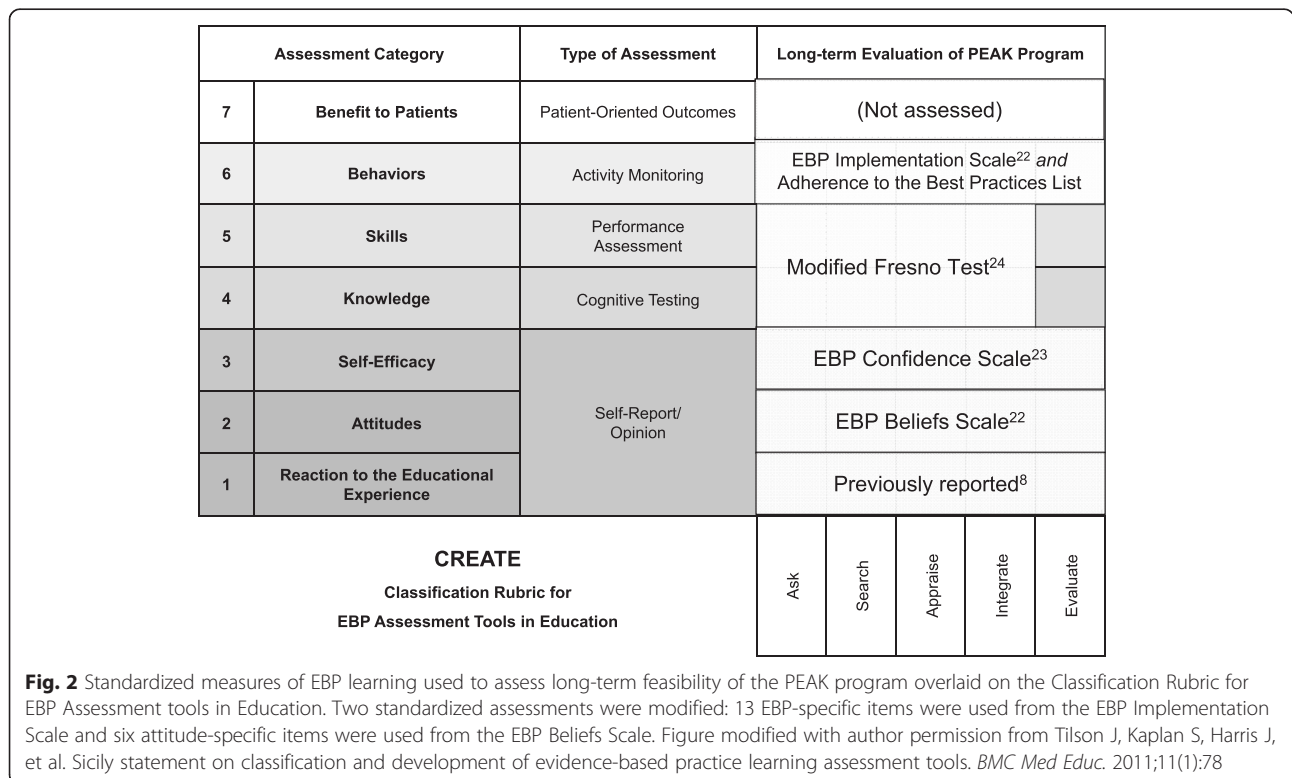 Assessment Category Type of Assessment Long-term Evaluation of PEAK Program
7 Benefit to Patients Patient-Oriented Outcomes (Not assessed)
6 Behaviors Activity Monitoring EBP Implementation Scale22 and
Adherence to the Best Practices List
5 Skills Performance
Assessment
Modified Fresno Test24
4 Knowledge Cognitive Testing
3 Self-Efficacy EBP Confidence Scale23
Self-Report/
Opinion
2 Attitudes EBP Beliefs Scale22
1 Reaction to the Educational
Experience
Previously reported8
CREATE
Classification Rubric for
EBP Assessment Tools in Education
Ask
Search
Appraise
Integrate
Evaluate
Fig. 2 Standardized measures of EBP learning used to assess long-term feasibility of the PEAK program overlaid on the Classification Rubric for
EBP Assessment tools in Education. Two standardized assessments were modified: 13 EBP-specific items were used from the EBP Implementation
Scale and six attitude-specific items were used from the EBP Beliefs Scale. Figure modified with author permission from Tilson J, Kaplan S, Harris J,
et al. Sicily statement on classification and development of evidence-based practice learning assessment tools. BMC Med Educ. 2011;11(1):78